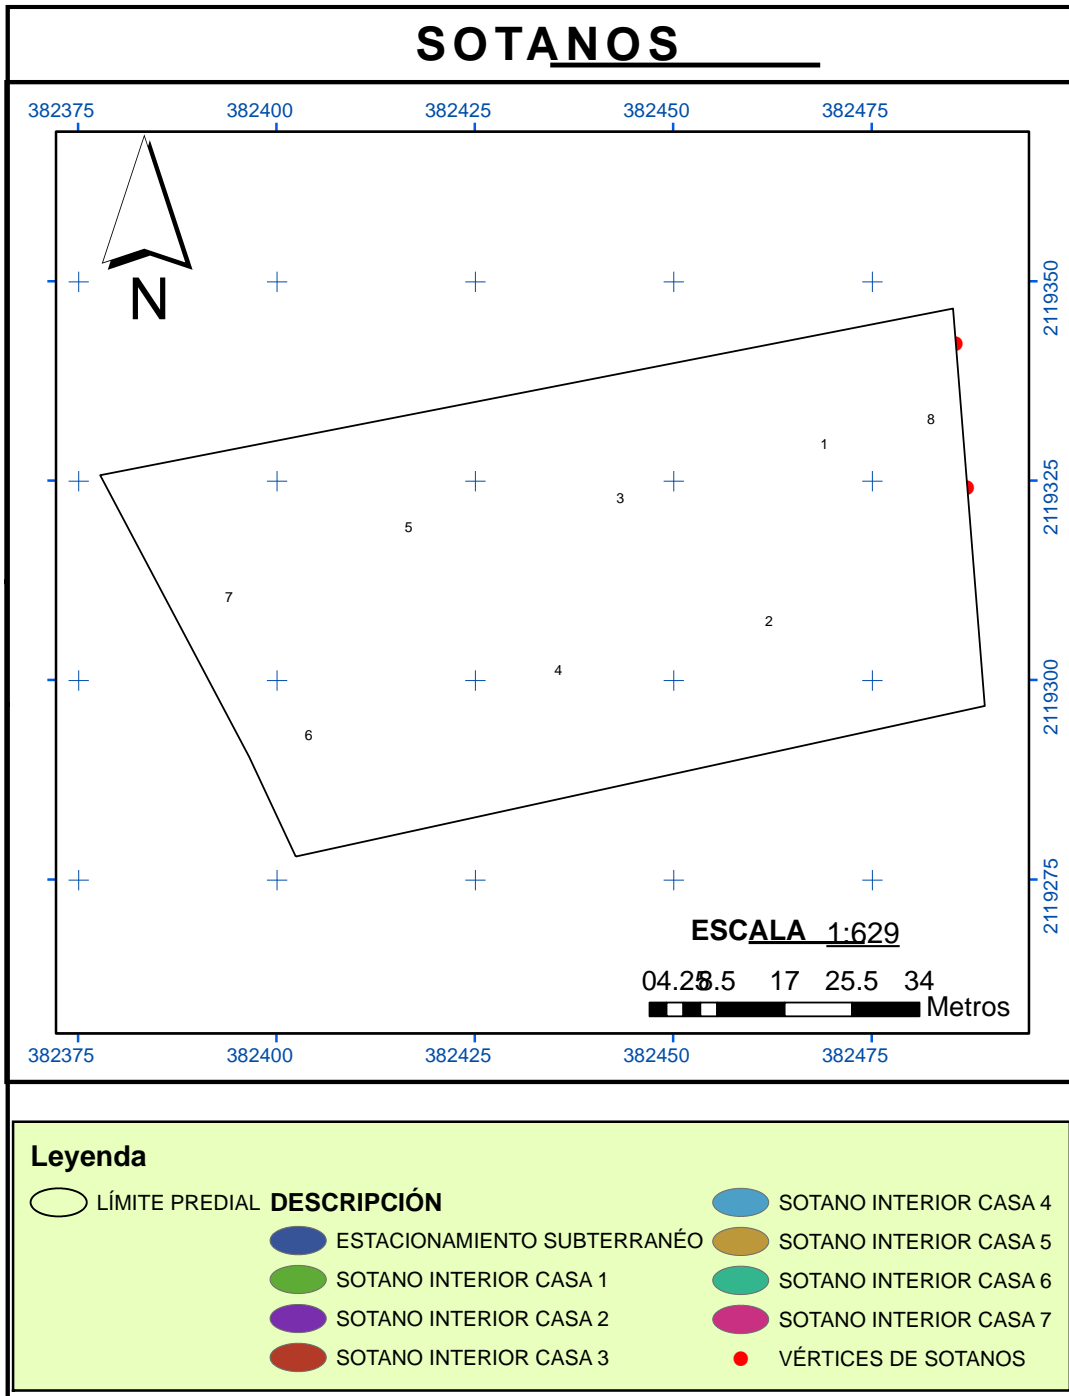 SOTANOS
382375 382400 382425 382450 382475
N
2119350
8
1
2119325
3
5
7
2
2119300
4
6
2119275
ESCALA 1:629
0 4.25 8.5 17 25.5 34
Metros
382375 382400 382425 382450 382475
Leyenda
LÍMITE PREDIAL
DESCRIPCIÓN
ESTACIONAMIENTO SUBTERRANÉO
SOTANO INTERIOR CASA 1
SOTANO INTERIOR CASA 2
SOTANO INTERIOR CASA 3
SOTANO INTERIOR CASA 4
SOTANO INTERIOR CASA 5
SOTANO INTERIOR CASA 6
SOTANO INTERIOR CASA 7
VÉRTICES DE SOTANOS